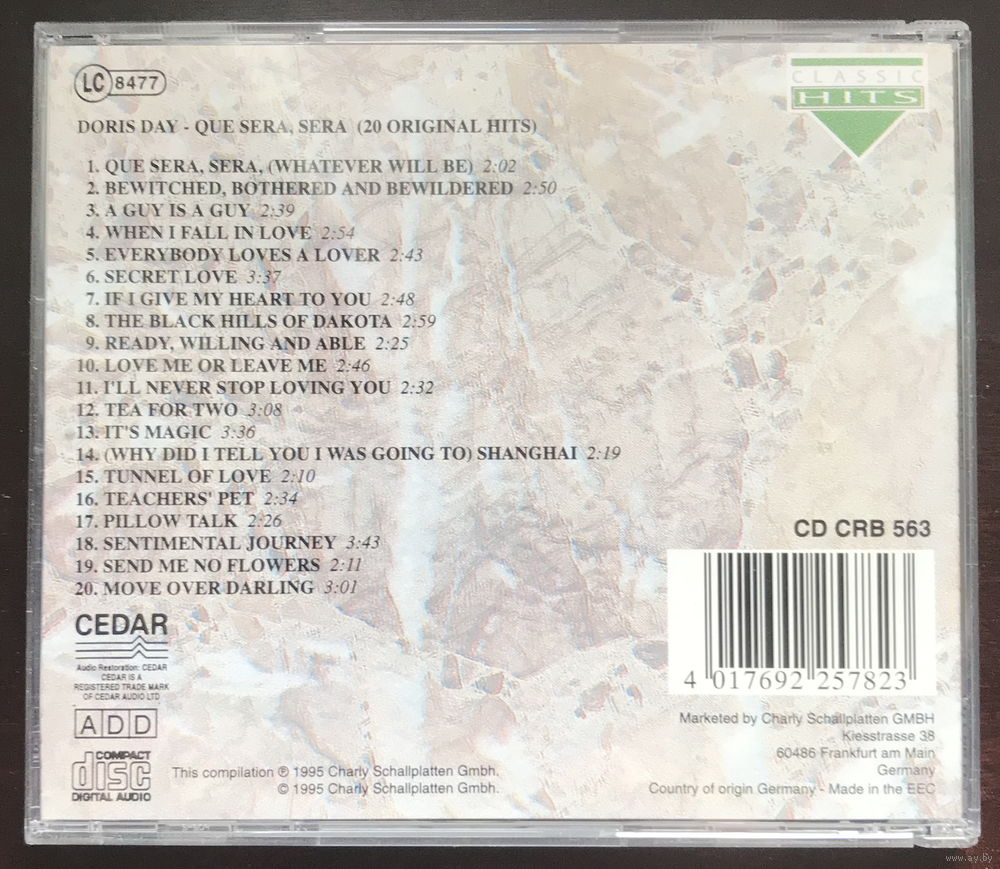 LC 8477
CLASSIC
HITS
DORIS DAY - QUE SERA, SERA (20 ORIGINAL HITS)
1. QUE SERA, SERA, (WHATEVER WILL BE) 2:02
2. BEWITCHED, BOTHERED AND BEWILDERED 2:50
3. A GUY IS A GUY 2:39
4. WHEN I FALL IN LOVE 2:54
5. EVERYBODY LOVES A LOVER 2:43
6. SECRET LOVE 3:37
7. IF I GIVE MY HEART TO YOU 2:48
8. THE BLACK HILLS OF DAKOTA 2:59
9. READY, WILLING AND ABLE 2:25
10. LOVE ME OR LEAVE ME 2:46
11. I'LL NEVER STOP LOVING YOU 2:32
12. TEA FOR TWO 3:08
13. IT'S MAGIC 3:36
14. (WHY DID I TELL YOU I WAS GOING TO) SHANGHAI 2:19
15. TUNNEL OF LOVE 2:10
16. TEACHERS' PET 2:34
17. PILLOW TALK 2:26
18. SENTIMENTAL JOURNEY 3:43
19. SEND ME NO FLOWERS 2:11
20. MOVE OVER DARLING 3:01
CD CRB 563
4 017692 257823
CEDAR
Audio Restoration: CEDAR
CEDAR IS A
REGISTERED TRADE MARK
OF CEDAR AUDIO LTD
ADD
COMPACT
disc
DIGITAL AUDIO
This compilation ℗ 1995 Charly Schallplatten Gmbh.
© 1995 Charly Schallplatten Gmbh.
Marketed by Charly Schallplatten GMBH
Kiesstrasse 38
60486 Frankfurt am Main
Germany
Country of origin Germany - Made in the EEC
www.ay.by